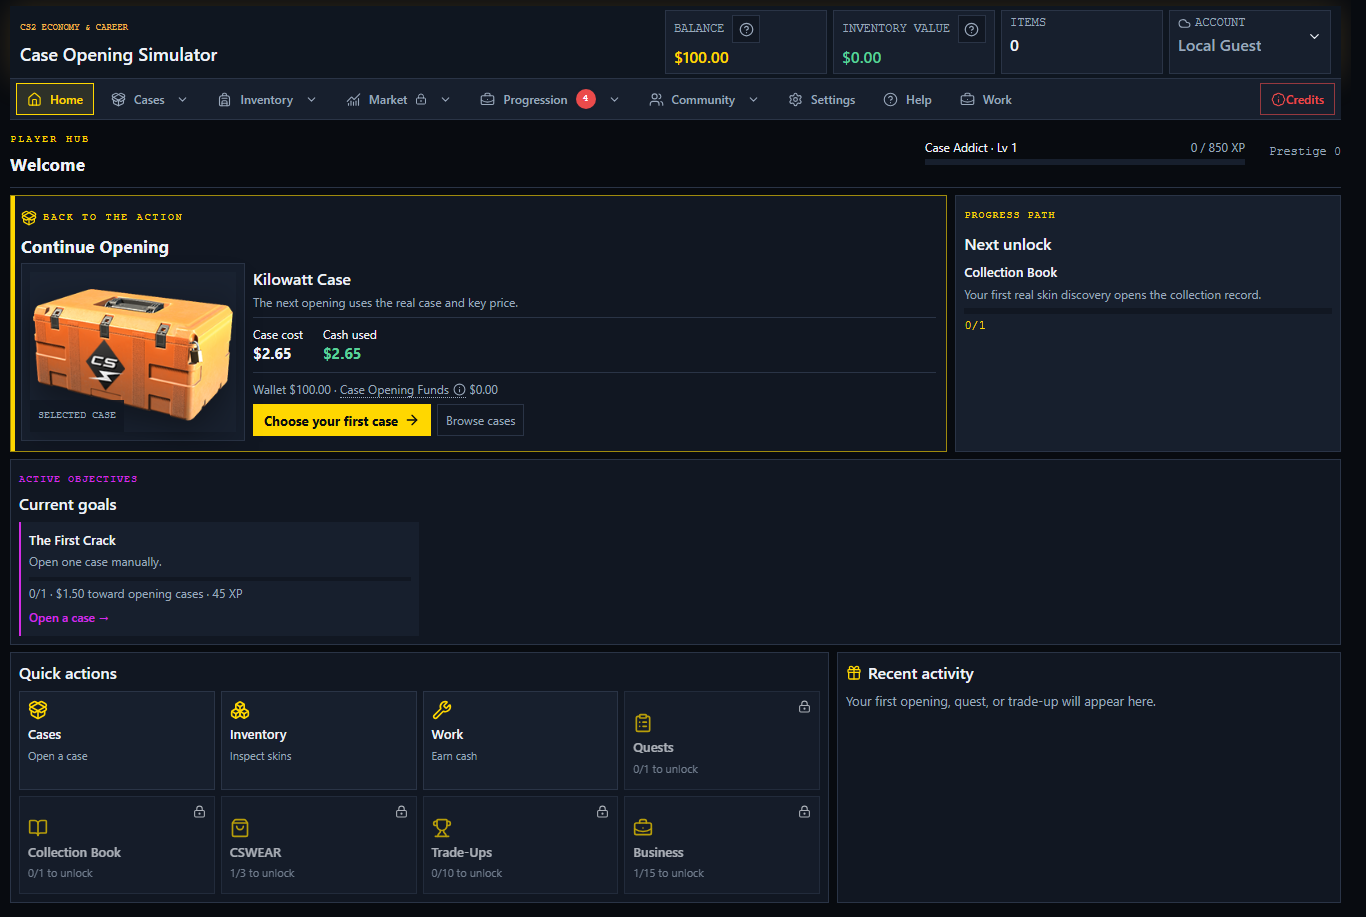 CS2 ECONOMY & CAREER
Case Opening Simulator
BALANCE
$100.00
INVENTORY VALUE
$0.00
ITEMS
0
ACCOUNT
Local Guest
Home
Cases
Inventory
Market
Progression 4
Community
Settings
Help
Work
Credits
PLAYER HUB
Welcome
Case Addict · Lv 1
0 / 850 XP
Prestige 0
BACK TO THE ACTION
Continue Opening
CS
SELECTED CASE
Kilowatt Case
The next opening uses the real case and key price.
Case cost Cash used
$2.65 $2.65
Wallet $100.00 · Case Opening Funds $0.00
Choose your first case →
Browse cases
PROGRESS PATH
Next unlock
Collection Book
Your first real skin discovery opens the collection record.
0/1
ACTIVE OBJECTIVES
Current goals
The First Crack
Open one case manually.
0/1 · $1.50 toward opening cases · 45 XP
Open a case →
Quick actions
Cases
Open a case
Inventory
Inspect skins
Work
Earn cash
Quests
0/1 to unlock
Collection Book
0/1 to unlock
CSWEAR
1/3 to unlock
Trade-Ups
0/10 to unlock
Business
1/15 to unlock
Recent activity
Your first opening, quest, or trade-up will appear here.